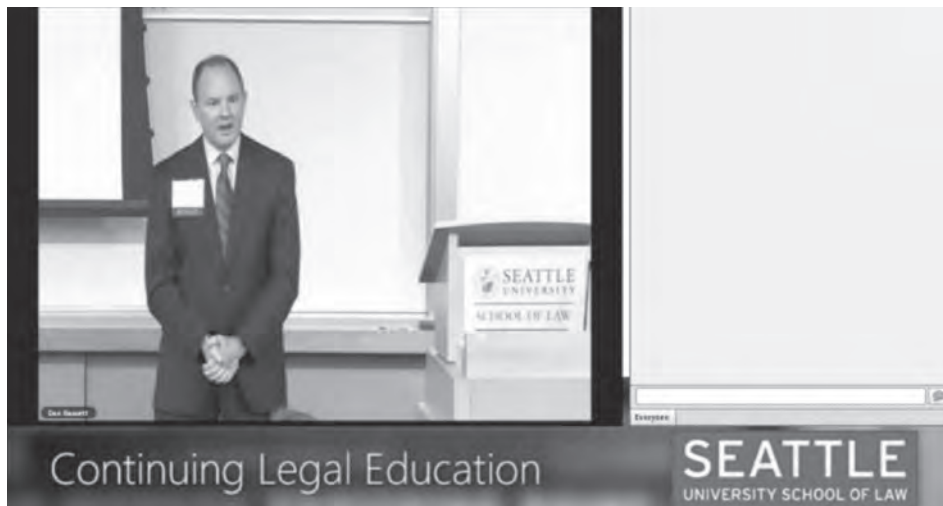 SEATTLE
UNIVERSITY
SCHOOL OF LAW
Everyone
Continuing Legal Education
SEATTLE
UNIVERSITY SCHOOL OF LAW